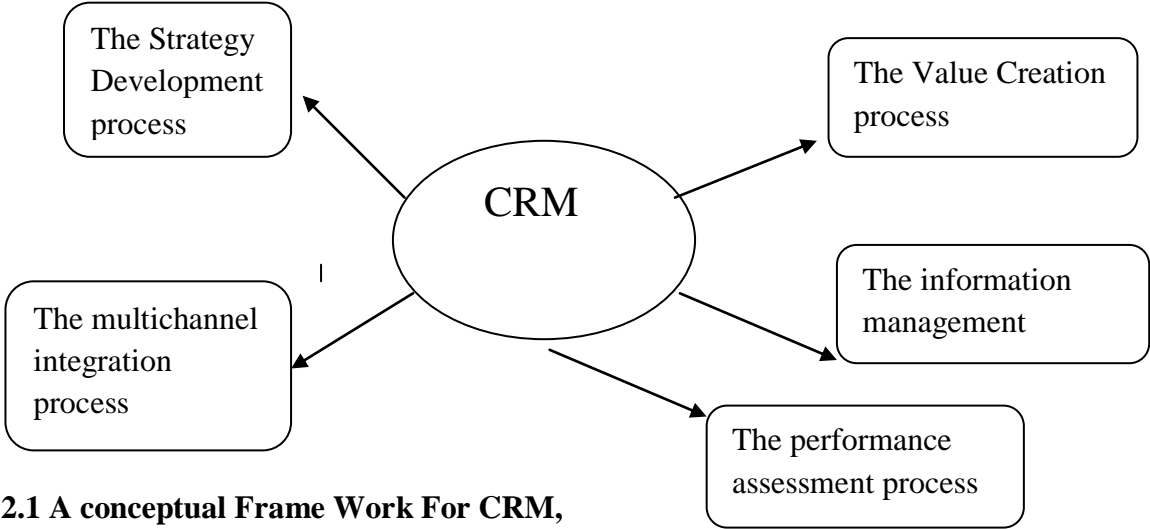 The Strategy
Development
process
The Value Creation
process
CRM
The information
management
The multichannel
integration
process
The performance
assessment process
2.1 A conceptual Frame Work For CRM,